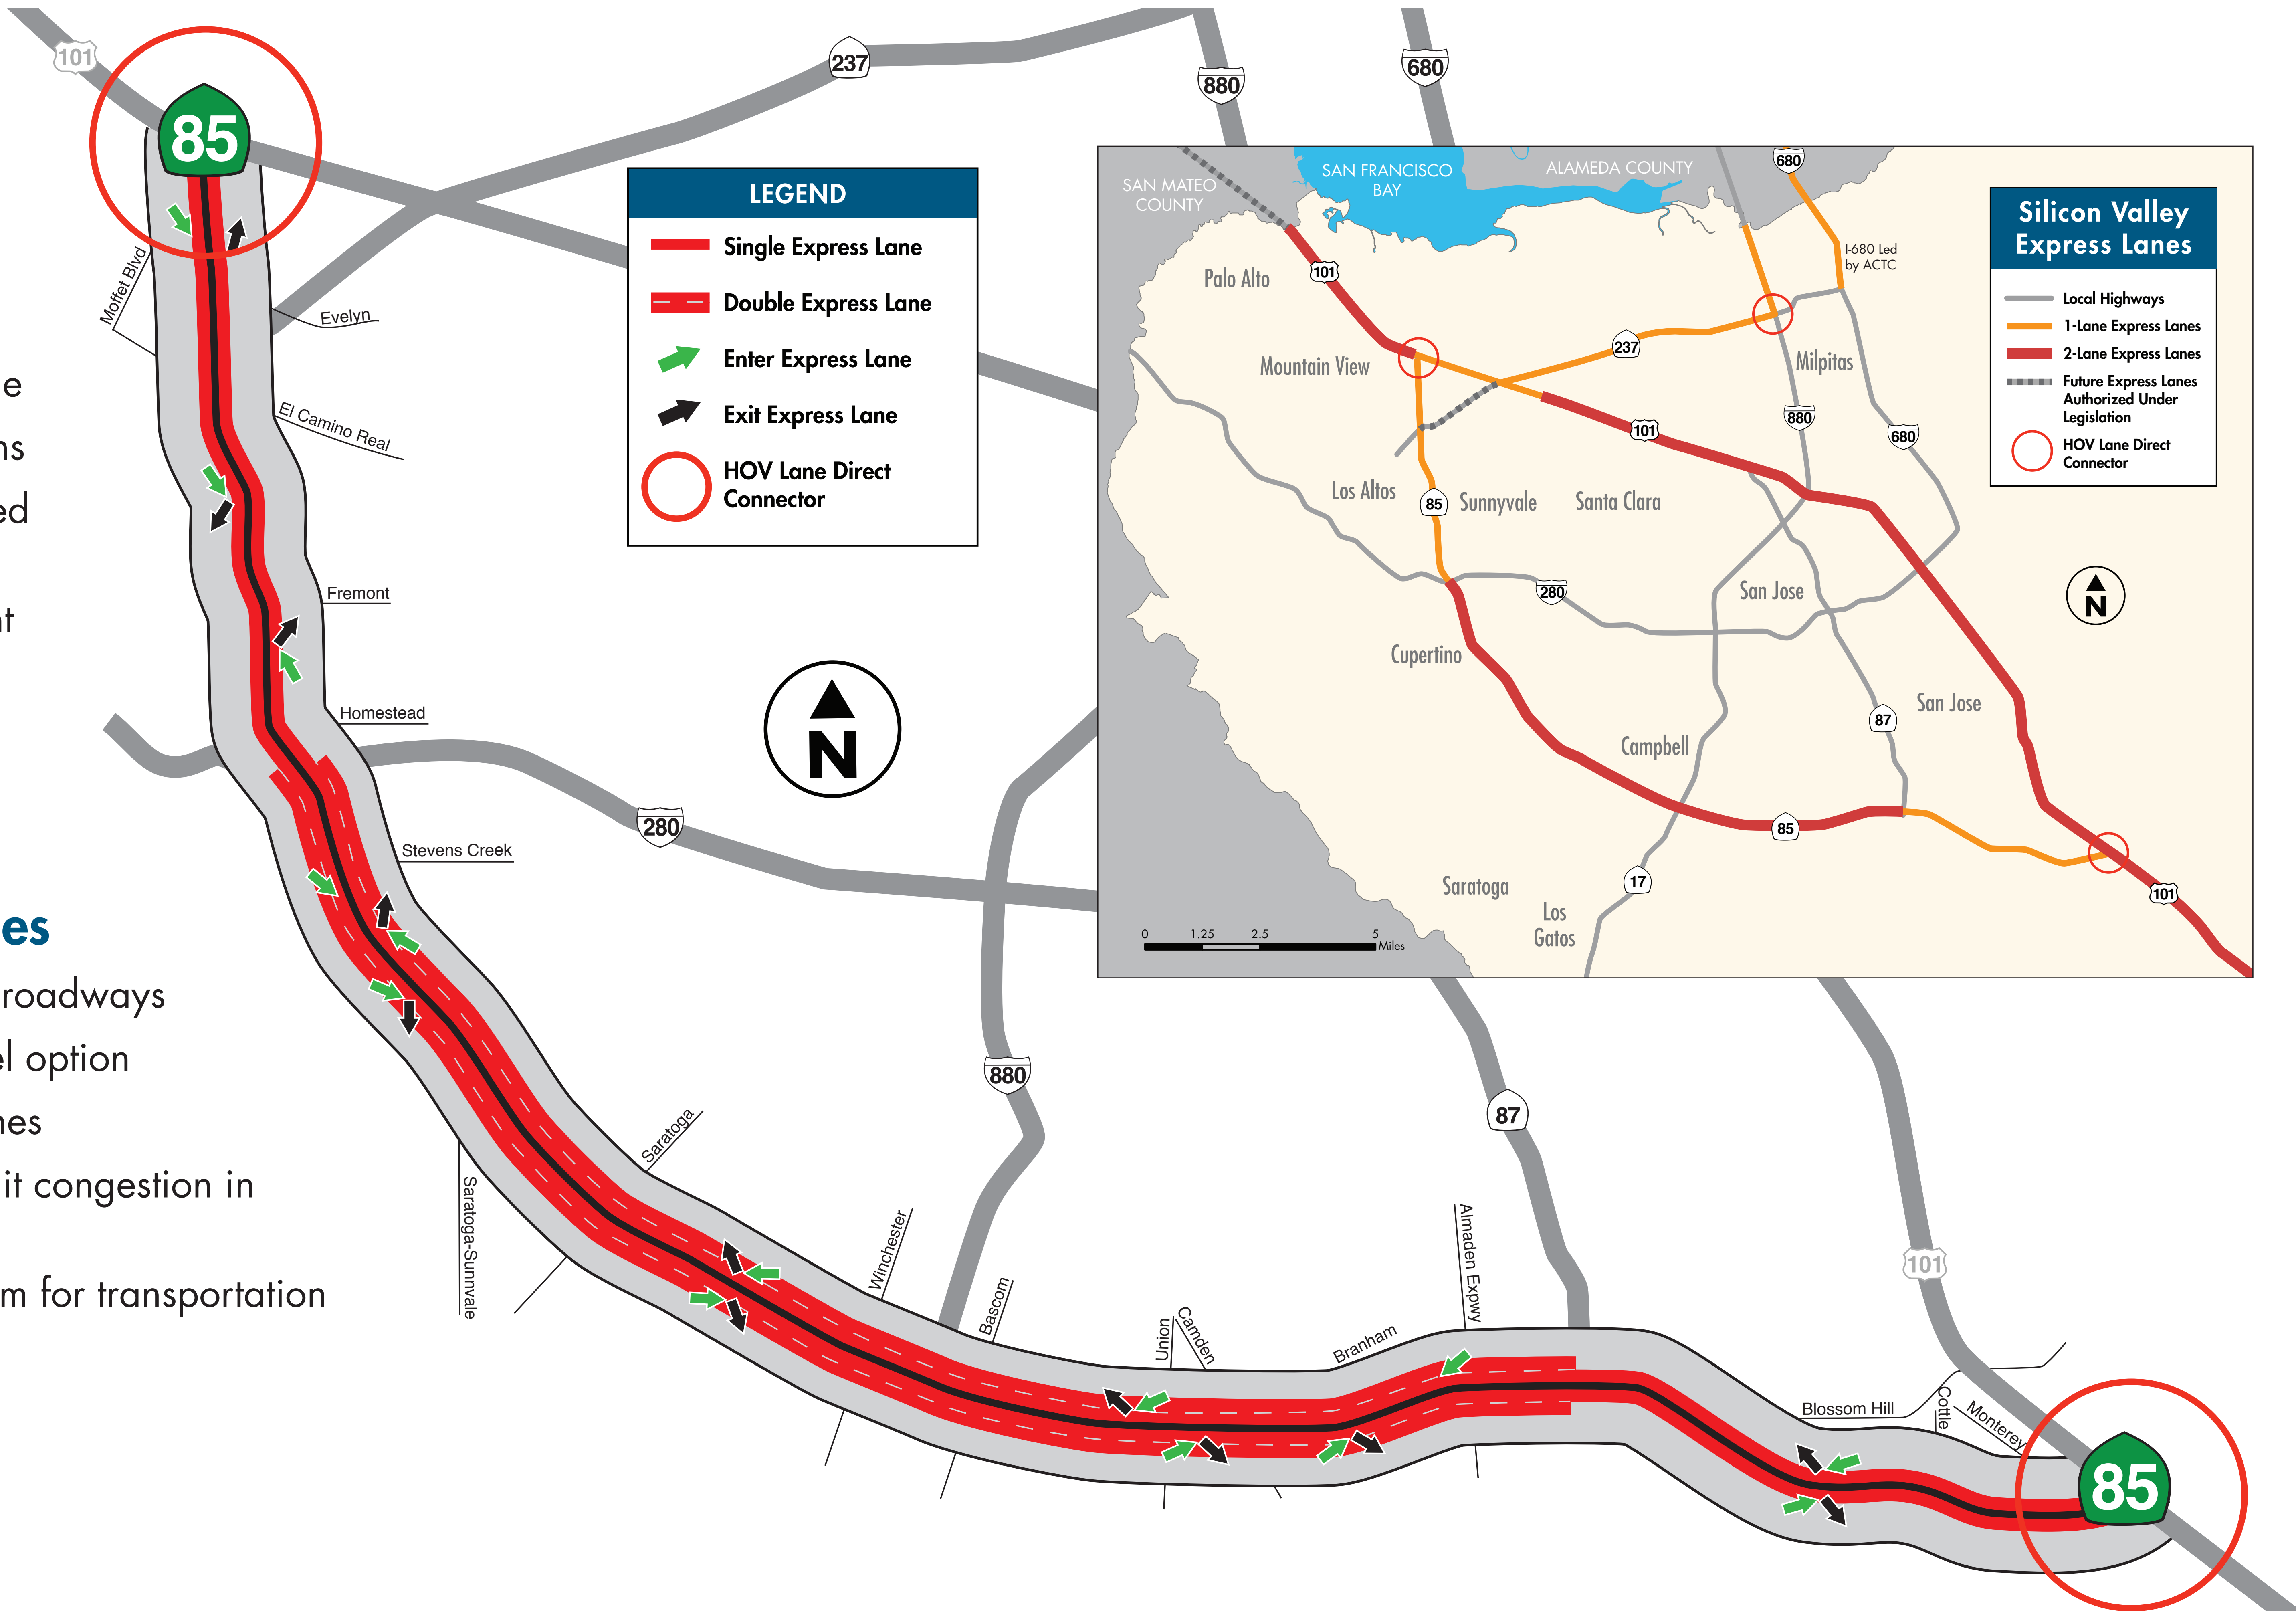 101
85
237
880
680
Moffet Blvd
Evelyn
El Camino Real
Fremont
Homestead
280
Stevens Creek
Saratoga-Sunnvale
Saratoga
880
Winchester
Bascom
Union
Camden
Branham
Almaden Expwy
87
101
Blossom Hill
Cottle
Monterey
85
N
LEGEND
Single Express Lane
Double Express Lane
Enter Express Lane
Exit Express Lane
HOV Lane Direct
Connector
e
ns
ed
nt
es
roadways
el option
nes
it congestion in
m for transportation
SAN MATEO
COUNTY
SAN FRANCISCO
BAY
ALAMEDA COUNTY
680
I-680 Led
by ACTC
Palo Alto
101
Mountain View
237
Milpitas
880
680
101
Los Altos
85
Sunnyvale
Santa Clara
280
San Jose
N
Cupertino
San Jose
87
Campbell
85
17
Saratoga
Los
Gatos
101
0 1.25 2.5 5
Miles
Silicon Valley
Express Lanes
Local Highways
1-Lane Express Lanes
2-Lane Express Lanes
Future Express Lanes
Authorized Under
Legislation
HOV Lane Direct
Connector